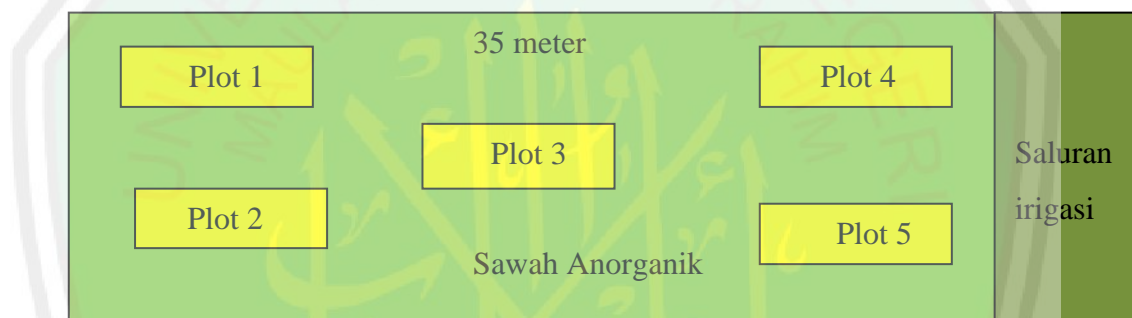 35 meter
Plot 1
Plot 4
Plot 3
Plot 2
Plot 5
Sawah Anorganik
Saluran
irigasi